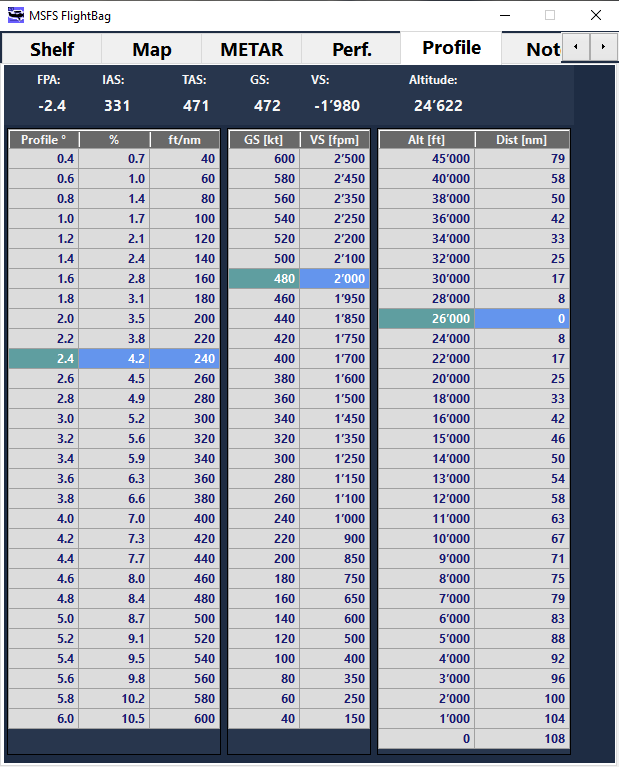 MSFS FlightBag
Shelf Map METAR Perf. Profile Not
FPA: IAS: TAS: GS: VS: Altitude:
-2.4 331 471 472 -1’980 24’622
Profile ° % ft/nm GS [kt] VS [fpm] Alt [ft] Dist [nm]
0.4 0.7 40 600 2’500 45’000 79
0.6 1.0 60 580 2’450 40’000 58
0.8 1.4 80 560 2’350 38’000 50
1.0 1.7 100 540 2’250 36’000 42
1.2 2.1 120 520 2’200 34’000 33
1.4 2.4 140 500 2’100 32’000 25
1.6 2.8 160 480 2’000 30’000 17
1.8 3.1 180 460 1’950 28’000 8
2.0 3.5 200 440 1’850 26’000 0
2.2 3.8 220 420 1’750 24’000 8
2.4 4.2 240 400 1’700 22’000 17
2.6 4.5 260 380 1’600 20’000 25
2.8 4.9 280 360 1’500 18’000 33
3.0 5.2 300 340 1’450 16’000 42
3.2 5.6 320 320 1’350 15’000 46
3.4 5.9 340 300 1’250 14’000 50
3.6 6.3 360 280 1’150 13’000 54
3.8 6.6 380 260 1’100 12’000 58
4.0 7.0 400 240 1’000 11’000 63
4.2 7.3 420 220 900 10’000 67
4.4 7.7 440 200 850 9’000 71
4.6 8.0 460 180 750 8’000 75
4.8 8.4 480 160 650 7’000 79
5.0 8.7 500 140 600 6’000 83
5.2 9.1 520 120 500 5’000 88
5.4 9.5 540 100 400 4’000 92
5.6 9.8 560 80 350 3’000 96
5.8 10.2 580 60 250 2’000 100
6.0 10.5 600 40 150 1’000 104
0 108